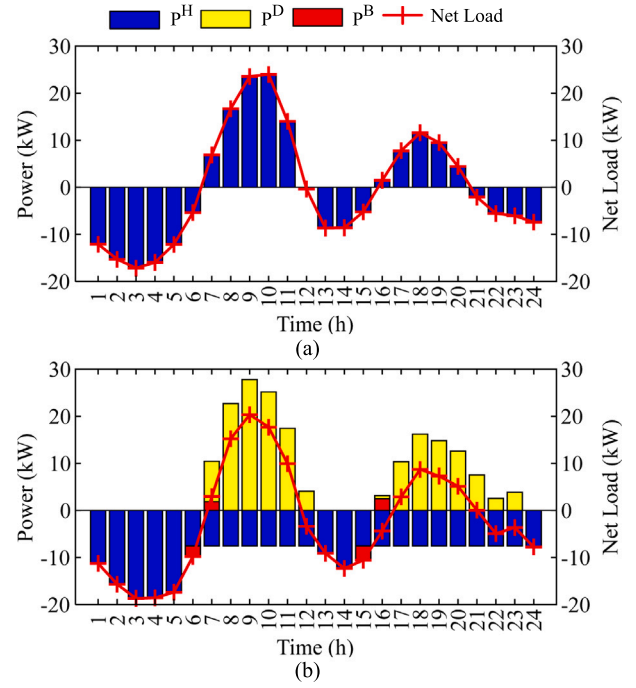 P^H P^D P^B Net Load
30 30
20 20
10 10
0 0
-10 -10
-20 -20
Power (kW)
Net Load (kW)
1 2 3 4 5 6 7 8 9 10 11 12 13 14 15 16 17 18 19 20 21 22 23 24
Time (h)
(a)
30 30
20 20
10 10
0 0
-10 -10
-20 -20
Power (kW)
Net Load (kW)
1 2 3 4 5 6 7 8 9 10 11 12 13 14 15 16 17 18 19 20 21 22 23 24
Time (h)
(b)